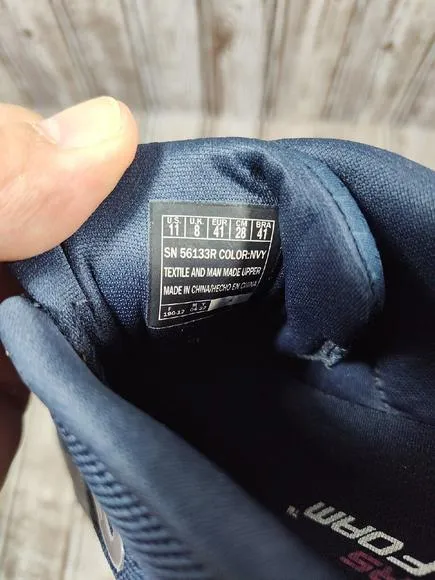 U.S. U.K. EUR CM BRA
11 8 41 28 41
SN 56133R COLOR:NVY
TEXTILE AND MAN MADE UPPER
MADE IN CHINA/HECHO EN CHINA
FOAM™